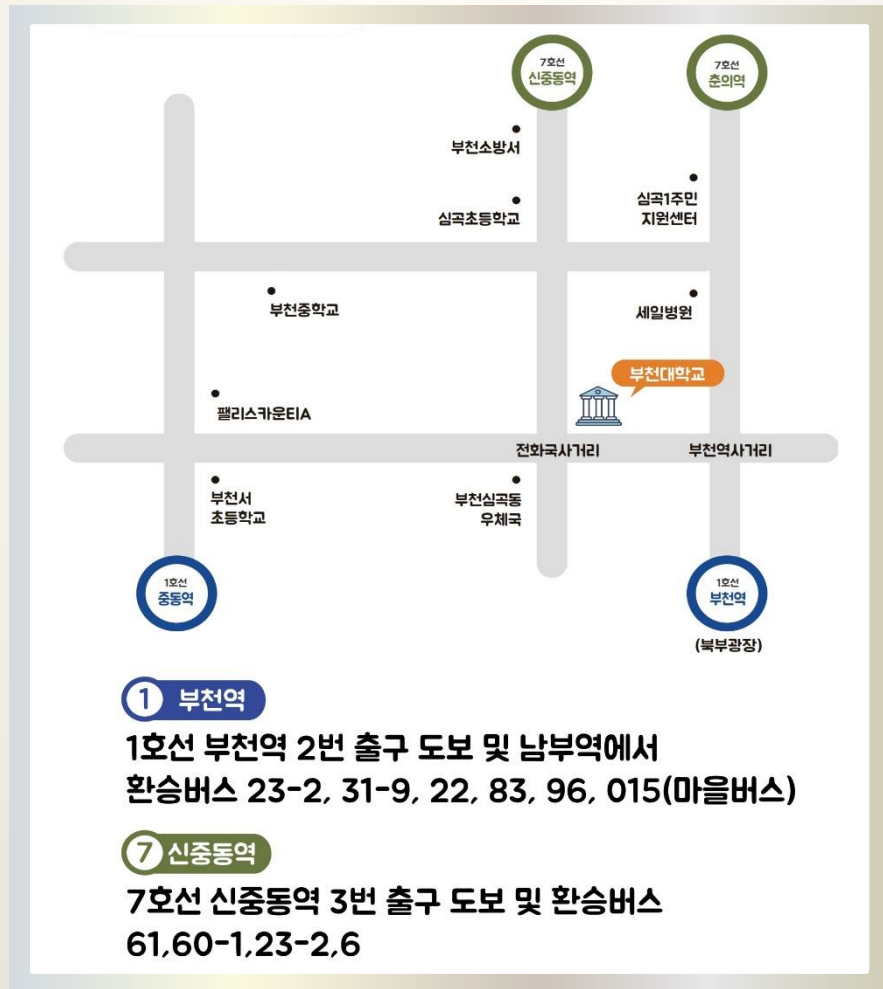 7호선
신중동역
7호선
춘의역
부천소방서
심곡1주민
지원센터
심곡초등학교
부천중학교
세일병원
부천대학교
팰리스카운티A
전화국사거리
부천역사거리
부천서
초등학교
부천심곡동
우체국
1호선
중동역
1호선
부천역
(북부광장)
1 부천역
1호선 부천역 2번 출구 도보 및 남부역에서
환승버스 23-2, 31-9, 22, 83, 96, 015(마을버스)
7 신중동역
7호선 신중동역 3번 출구 도보 및 환승버스
61,60-1,23-2,6